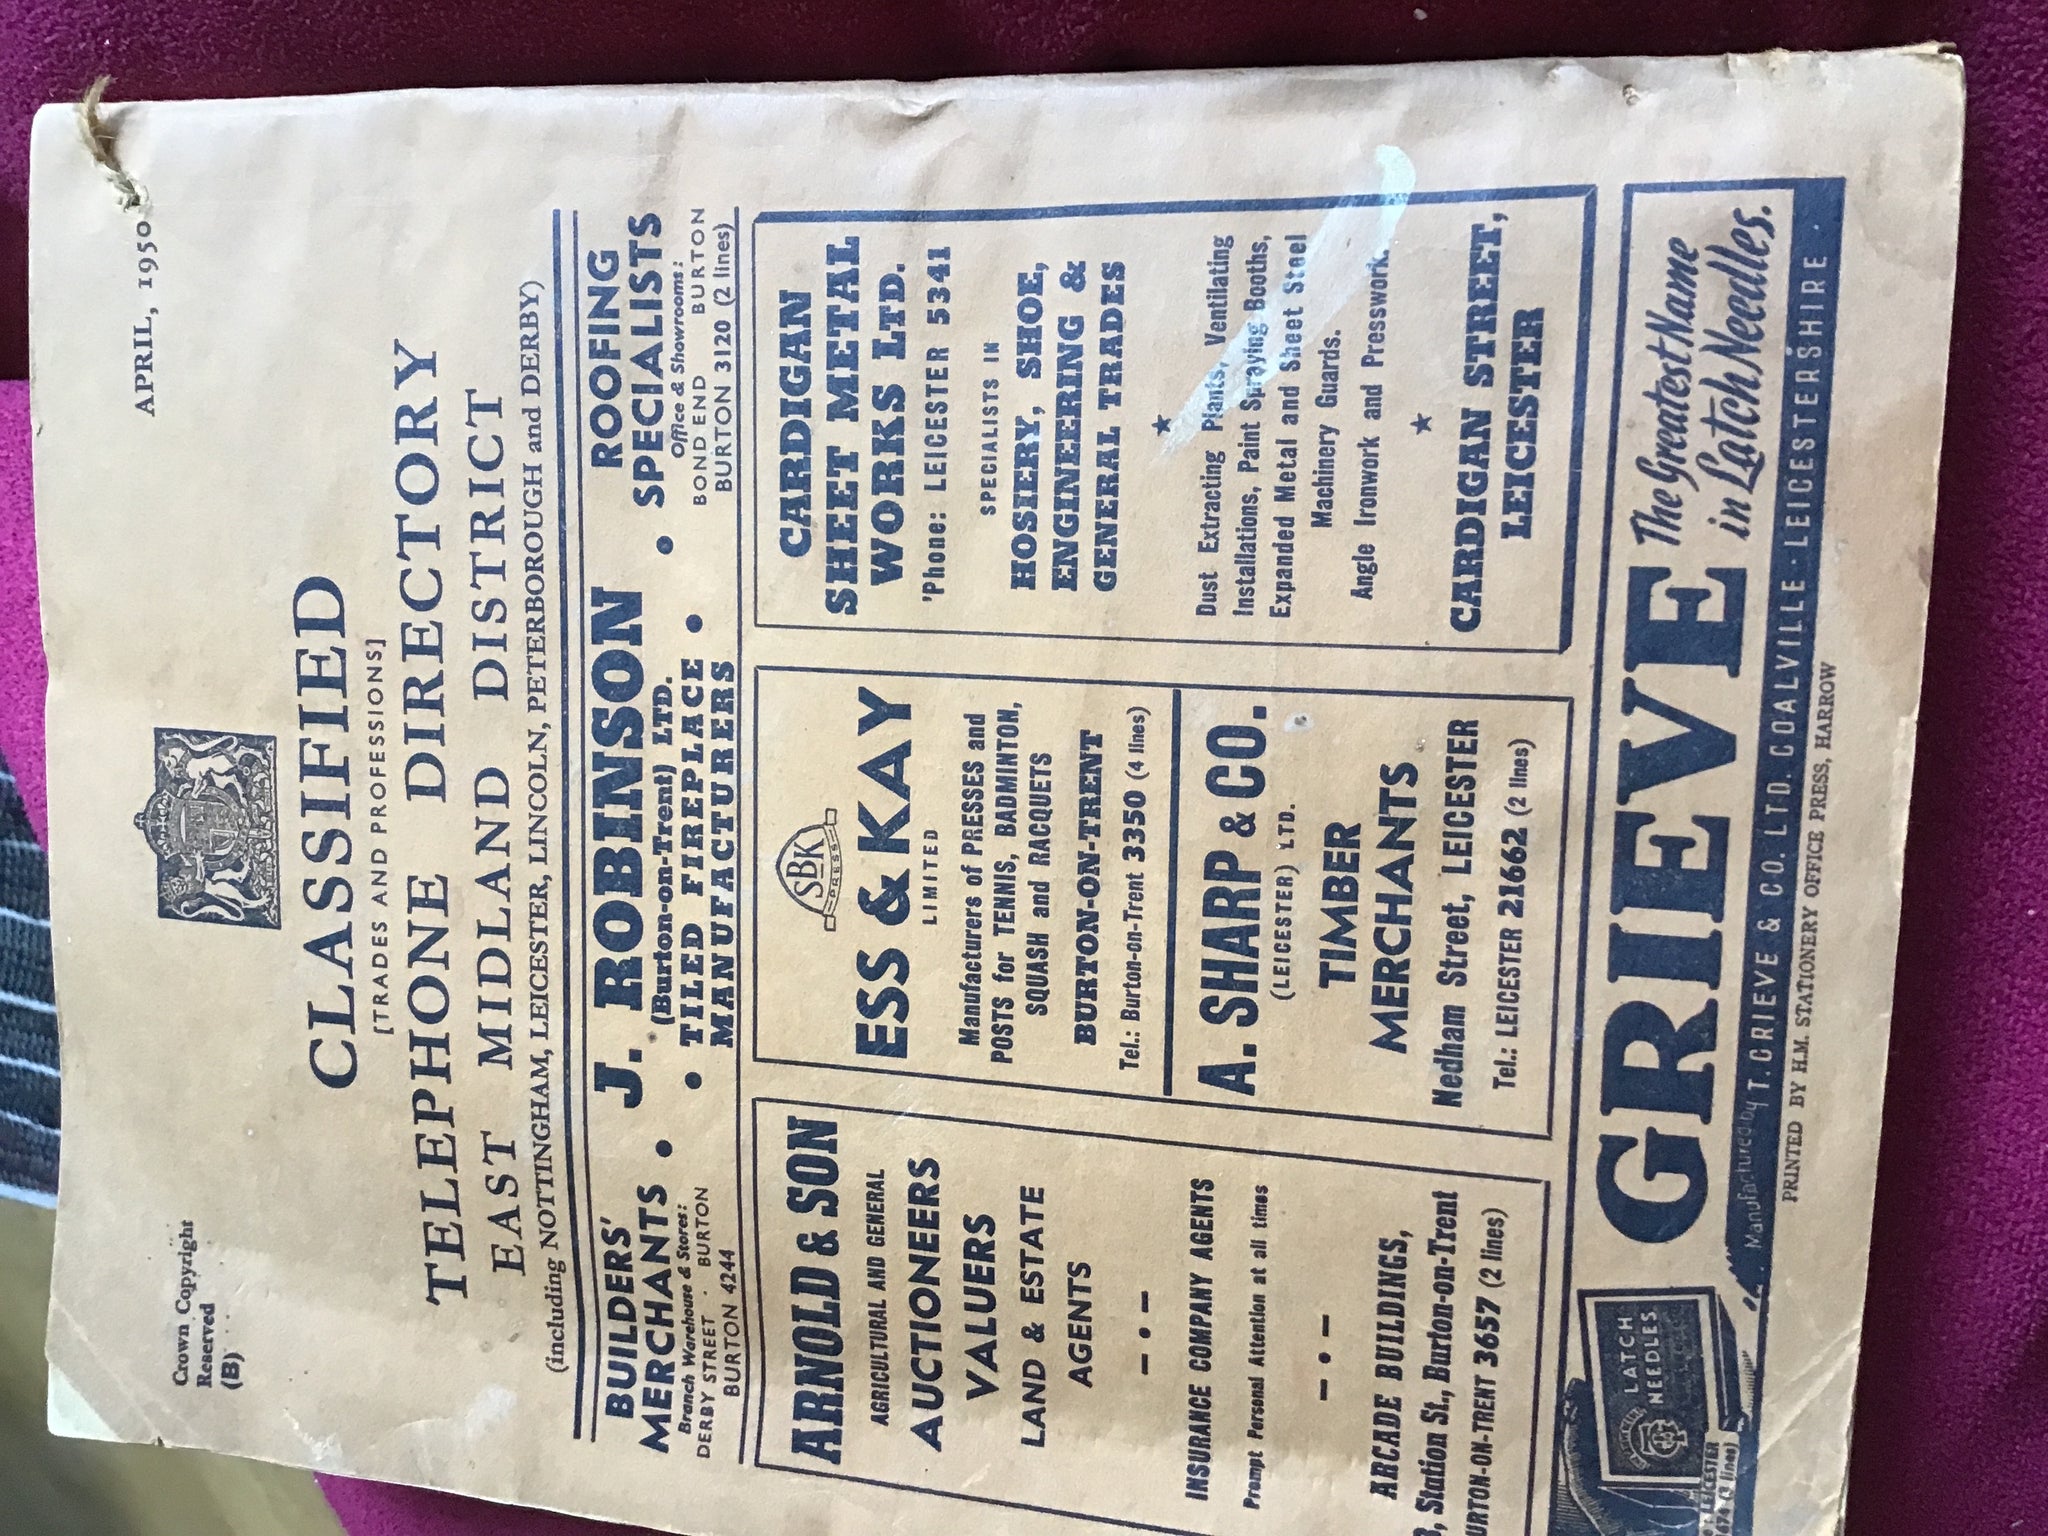 Crown Copyright
Reserved
(B)
APRIL, 1950
CLASSIFIED
[TRADES AND PROFESSIONS]
TELEPHONE DIRECTORY
EAST MIDLAND DISTRICT
(including NOTTINGHAM, LEICESTER, LINCOLN, PETERBOROUGH and DERBY)
BUILDERS'
MERCHANTS •
Branch Warehouse & Stores:
DERBY STREET . BURTON
BURTON 4244
J. ROBINSON
(Burton-on-Trent) LTD.
• TILED FIREPLACE •
MANUFACTURERS
ROOFING
• SPECIALISTS
Office & Showrooms:
BOND END BURTON
BURTON 3120 (2 lines)
ARNOLD & SON
AGRICULTURAL AND GENERAL
AUCTIONEERS
VALUERS
LAND & ESTATE
AGENTS
— • —
INSURANCE COMPANY AGENTS
Prompt Personal Attention at all times
— • —
ARCADE BUILDINGS,
Station St., Burton-on-Trent
URTON-ON-TRENT 3657 (2 lines)
SBK
PRESS
ESS & KAY
LIMITED
Manufacturers of PRESSES and
POSTS for TENNIS, BADMINTON,
SQUASH and RACQUETS
BURTON-ON-TRENT
Tel.: Burton-on-Trent 3350 (4 lines)
A. SHARP & CO.
(LEICESTER) LTD.
TIMBER
MERCHANTS
Nedham Street, LEICESTER
Tel.: LEICESTER 21662 (2 lines)
CARDIGAN
SHEET METAL
WORKS LTD.
'Phone: LEICESTER 5341
SPECIALISTS IN
HOSIERY, SHOE,
ENGINEERING &
GENERAL TRADES
★
Dust Extracting Plants, Ventilating
Installations, Paint Spraying Booths,
Expanded Metal and Sheet Steel
Machinery Guards.
Angle Ironwork and Presswork.
★
CARDIGAN STREET,
LEICESTER
LATCH
NEEDLES
GRIEVE
The Greatest Name
in Latch Needles.
Manufactured by T. GRIEVE & CO. LTD. COALVILLE · LEICESTERSHIRE
PRINTED BY H.M. STATIONERY OFFICE PRESS, HARROW